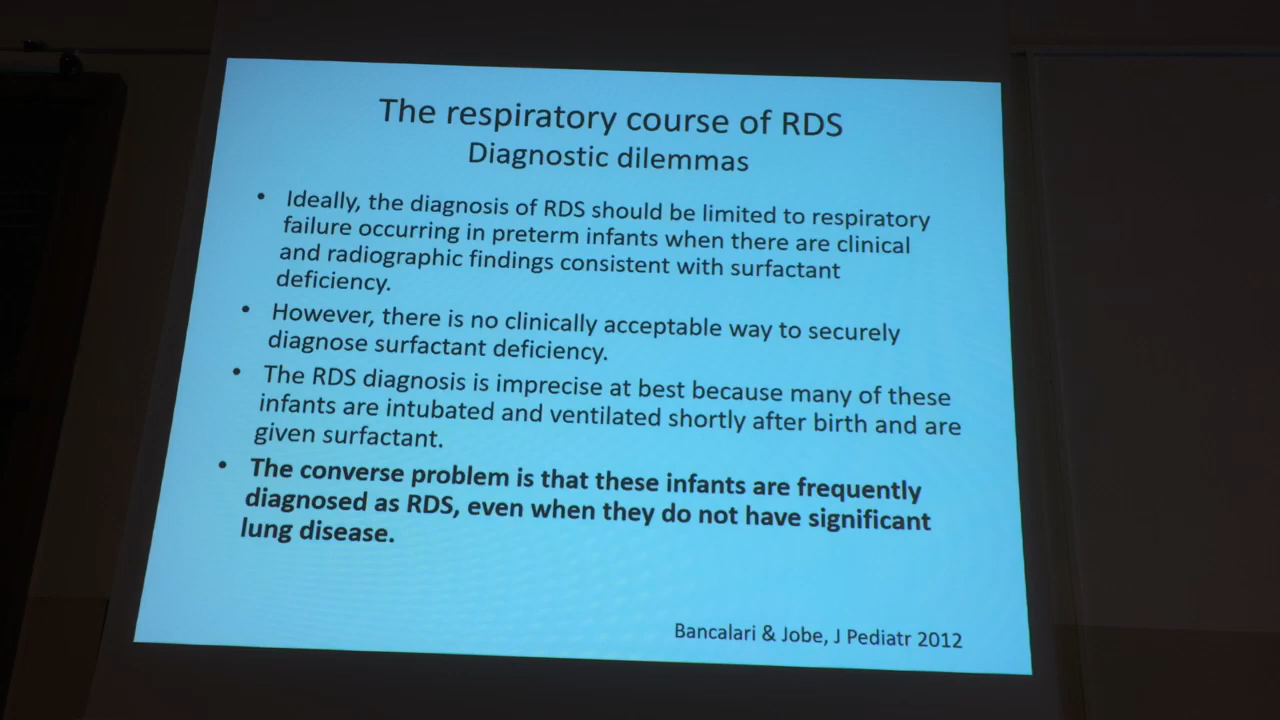 The respiratory course of RDS
Diagnostic dilemmas
• Ideally, the diagnosis of RDS should be limited to respiratory
failure occurring in preterm infants when there are clinical
and radiographic findings consistent with surfactant
deficiency.
• However, there is no clinically acceptable way to securely
diagnose surfactant deficiency.
• The RDS diagnosis is imprecise at best because many of these
infants are intubated and ventilated shortly after birth and are
given surfactant.
• The converse problem is that these infants are frequently
diagnosed as RDS, even when they do not have significant
lung disease.
Bancalari & Jobe, J Pediatr 2012